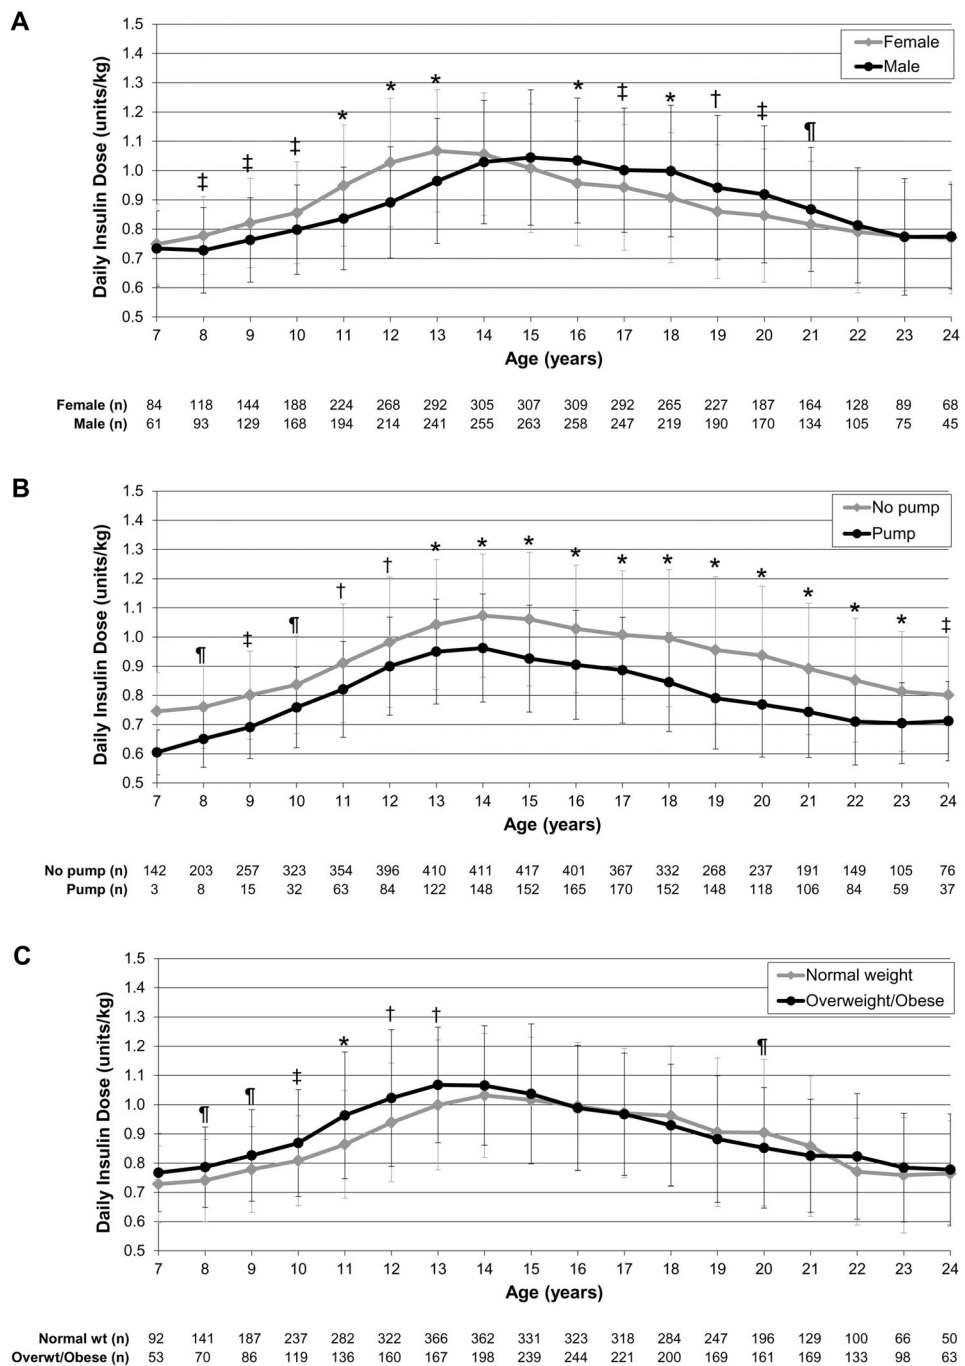 A
1.5
1.4
1.3
1.2
1.1
1.0
0.9
0.8
0.7
0.6
0.5
Daily Insulin Dose (units/kg)
Female
Male
‡ ‡ ‡ * * * * ‡ * † ‡ ¶
7 8 9 10 11 12 13 14 15 16 17 18 19 20 21 22 23 24
Age (years)
Female (n) 84 118 144 188 224 268 292 305 307 309 292 265 227 187 164 128 89 68
Male (n) 61 93 129 168 194 214 241 255 263 258 247 219 190 170 134 105 75 45
B
1.5
1.4
1.3
1.2
1.1
1.0
0.9
0.8
0.7
0.6
0.5
Daily Insulin Dose (units/kg)
No pump
Pump
¶ ‡ ¶ † † * * * * * * * * * * * ‡
7 8 9 10 11 12 13 14 15 16 17 18 19 20 21 22 23 24
Age (years)
No pump (n) 142 203 257 323 354 396 410 411 417 401 367 332 268 237 191 149 105 76
Pump (n) 3 8 15 32 63 84 122 148 152 165 170 152 148 118 106 84 59 37
C
1.5
1.4
1.3
1.2
1.1
1.0
0.9
0.8
0.7
0.6
0.5
Daily Insulin Dose (units/kg)
Normal weight
Overweight/Obese
¶ ¶ ‡ * † † ¶
7 8 9 10 11 12 13 14 15 16 17 18 19 20 21 22 23 24
Age (years)
Normal wt (n) 92 141 187 237 282 322 366 362 331 323 318 284 247 196 129 100 66 50
Overwt/Obese (n) 53 70 86 119 136 160 167 198 239 244 221 200 169 161 169 133 98 63